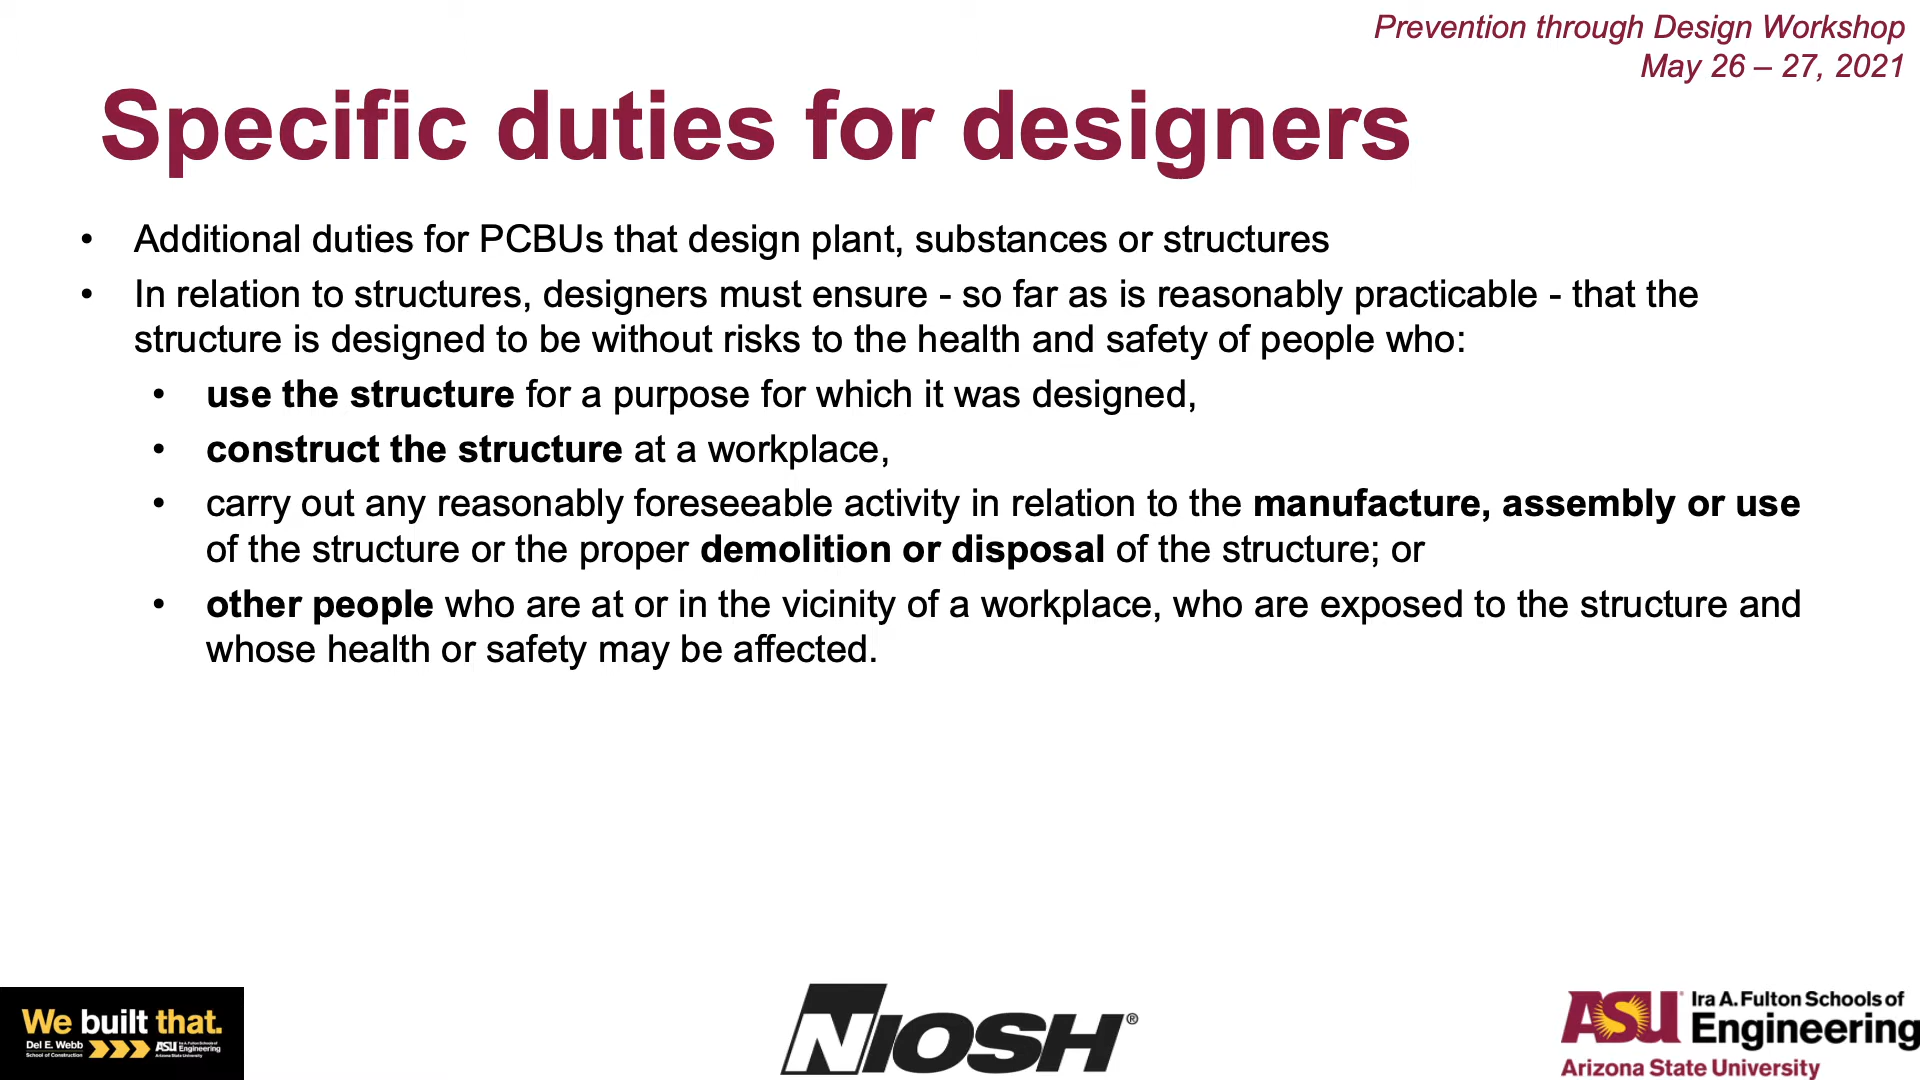 Prevention through Design Workshop
May 26 – 27, 2021
Specific duties for designers
• Additional duties for PCBUs that design plant, substances or structures
• In relation to structures, designers must ensure - so far as is reasonably practicable - that the
structure is designed to be without risks to the health and safety of people who:
• use the structure for a purpose for which it was designed,
• construct the structure at a workplace,
• carry out any reasonably foreseeable activity in relation to the manufacture, assembly or use
of the structure or the proper demolition or disposal of the structure; or
• other people who are at or in the vicinity of a workplace, who are exposed to the structure and
whose health or safety may be affected.
We built that.
Del E. Webb
School of Construction
ASU Ira A. Fulton Schools of
Engineering
Arizona State University
NIOSH®
ASU Ira A. Fulton Schools of
Engineering
Arizona State University